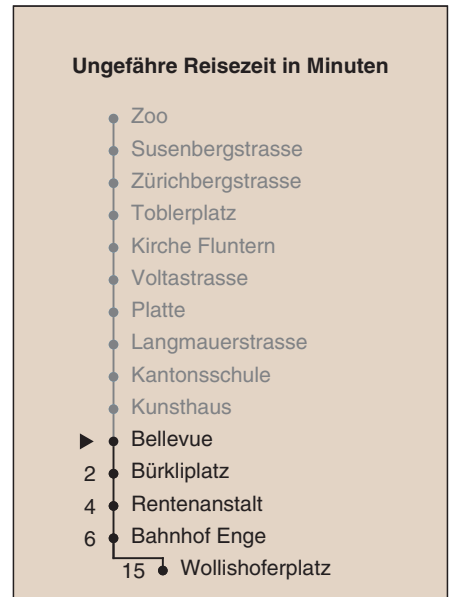 Ungefähre Reisezeit in Minuten
Zoo
Susenbergstrasse
Zürichbergstrasse
Toblerplatz
Kirche Fluntern
Voltastrasse
Platte
Langmauerstrasse
Kantonsschule
Kunsthaus
Bellevue
2 Bürkliplatz
4 Rentenanstalt
6 Bahnhof Enge
15 Wollishoferplatz